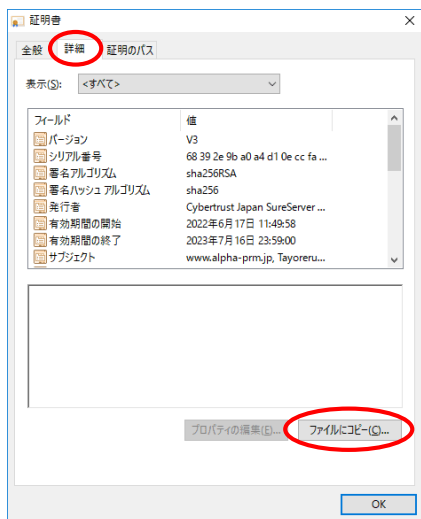 証明書
全般 詳細 証明のパス
表示(S): <すべて>
フィールド 値
バージョン V3
シリアル番号 68 39 2e 9b a0 a4 d1 0e cc fa ...
署名アルゴリズム sha256RSA
署名ハッシュ アルゴリズム sha256
発行者 Cybertrust Japan SureServer ...
有効期間の開始 2022年6月17日 11:49:58
有効期間の終了 2023年7月16日 23:59:00
サブジェクト www.alpha-prm.jp, Tayoreru...
プロパティの編集(E)... ファイルにコピー(C)...
OK